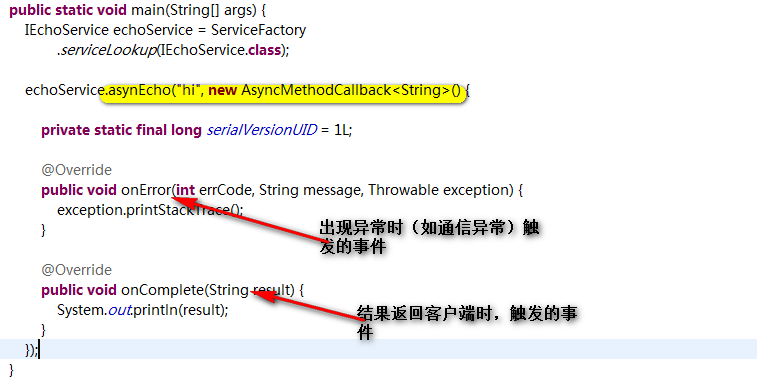 public static void main(String[] args) {
IEchoService echoService = ServiceFactory
.serviceLookup(IEchoService.class);
echoService.asynEcho("hi", new AsyncMethodCallback<String>() {
private static final long serialVersionUID = 1L;
@Override
public void onError(int errCode, String message, Throwable exception) {
exception.printStackTrace();
}
出现异常时（如通信异常）触
发的事件
@Override
public void onComplete(String result) {
System.out.println(result);
}
结果返回客户端时，触发的事
件
});
}